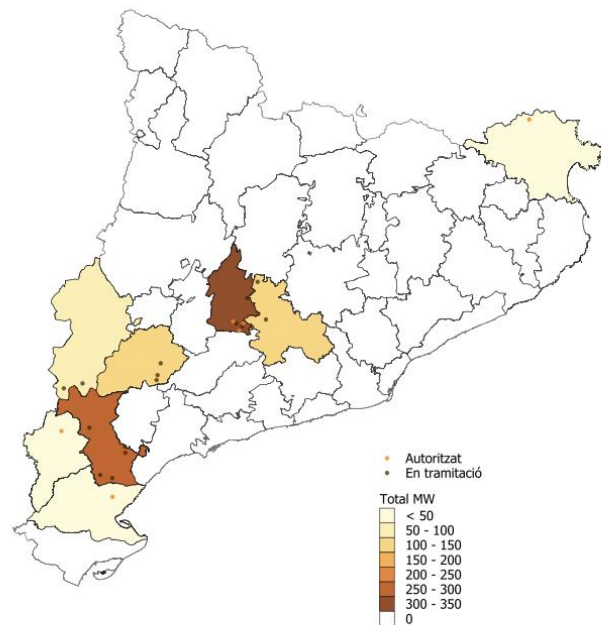 Autoritzat
En tramitació
Total MW
< 50
50 - 100
100 - 150
150 - 200
200 - 250
250 - 300
300 - 350
0